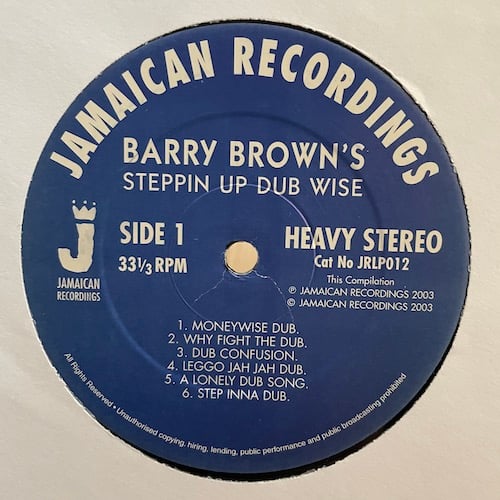 JAMAICAN RECORDINGS
BARRY BROWN'S
STEPPIN UP DUB WISE
SIDE 1
33⅓ RPM
HEAVY STEREO
Cat No JRLP012
J
JAMAICAN
RECORDINGS
This Compilation
℗ JAMAICAN RECORDINGS 2003
© JAMAICAN RECORDINGS 2003
1. MONEYWISE DUB.
2. WHY FIGHT THE DUB.
3. DUB CONFUSION.
4. LEGGO JAH JAH DUB.
5. A LONELY DUB SONG.
6. STEP INNA DUB.
All Rights Reserved • Unauthorised copying, hiring, lending, public performance and public broadcasting prohibited